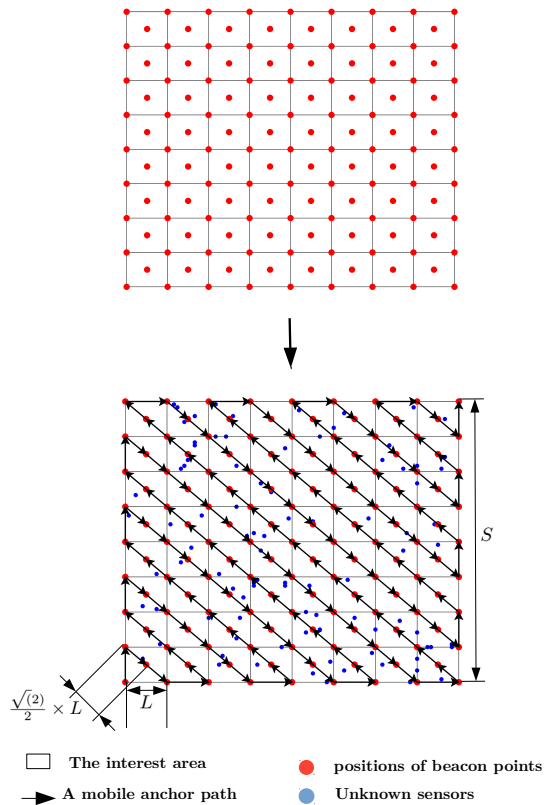 S
L
√(2)/2 × L
The interest area
positions of beacon points
A mobile anchor path
Unknown sensors